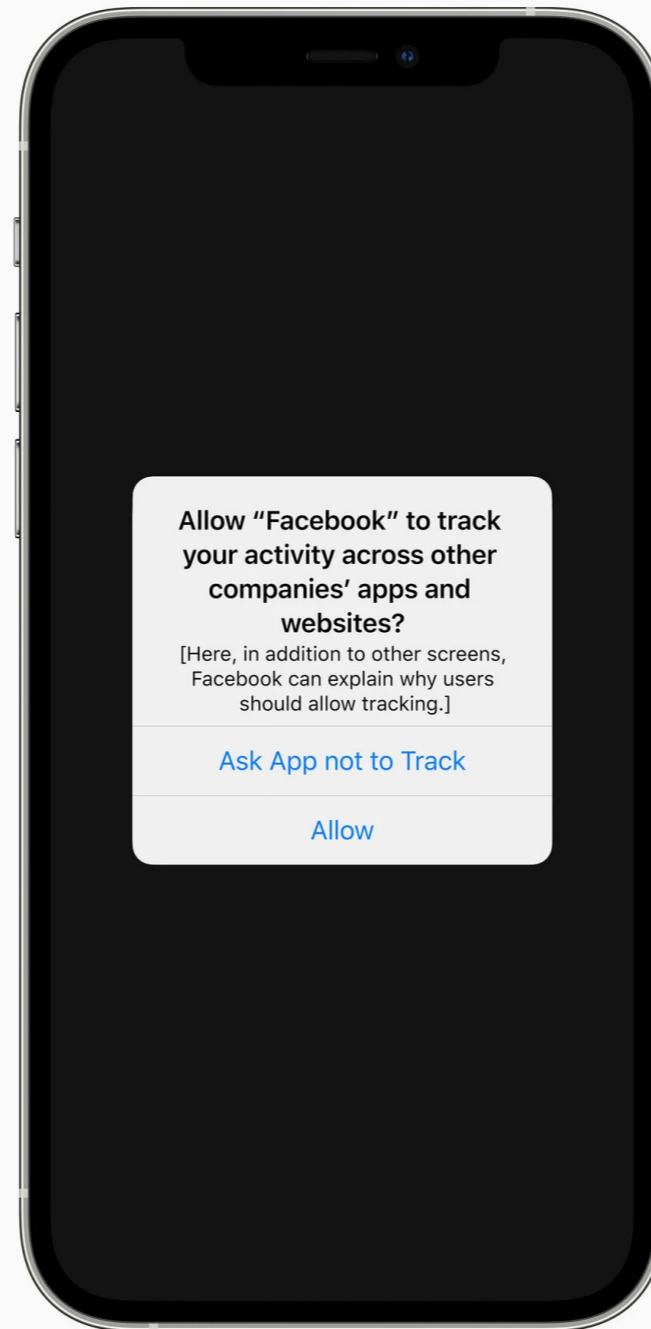 Allow “Facebook” to track
your activity across other
companies’ apps and
websites?
[Here, in addition to other screens,
Facebook can explain why users
should allow tracking.]
Ask App not to Track
Allow